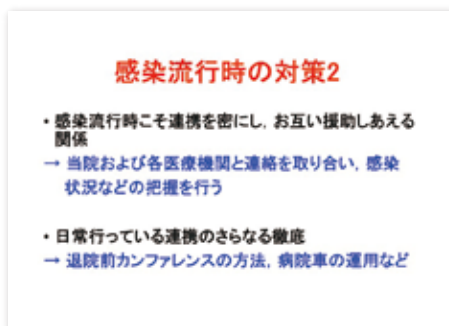 感染流行時の対策2
・感染流行時こそ連携を密にし，お互い援助しあえる
関係
→ 当院および各医療機関と連絡を取り合い，感染
状況などの把握を行う
・日常行っている連携のさらなる徹底
→ 退院前カンファレンスの方法，病院車の運用など